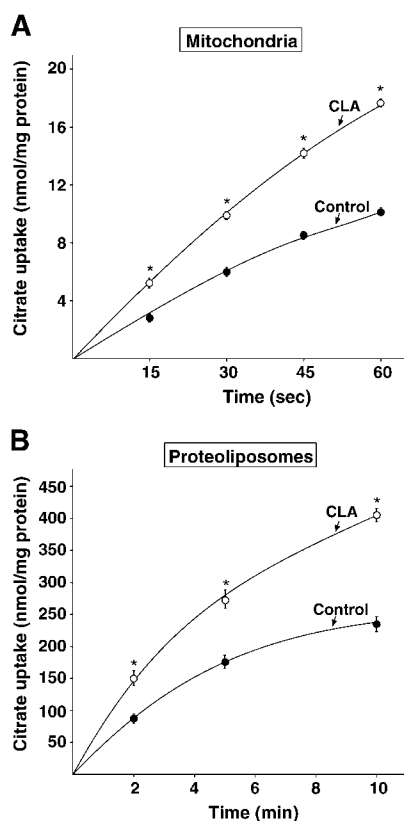 A
Mitochondria
Citrate uptake (nmol/mg protein)
20
16
12
8
4
CLA
Control
*
*
*
*
15
30
45
60
Time (sec)
B
Proteoliposomes
Citrate uptake (nmol/mg protein)
450
400
350
300
250
200
150
100
50
CLA
Control
*
*
*
2
4
6
8
10
Time (min)